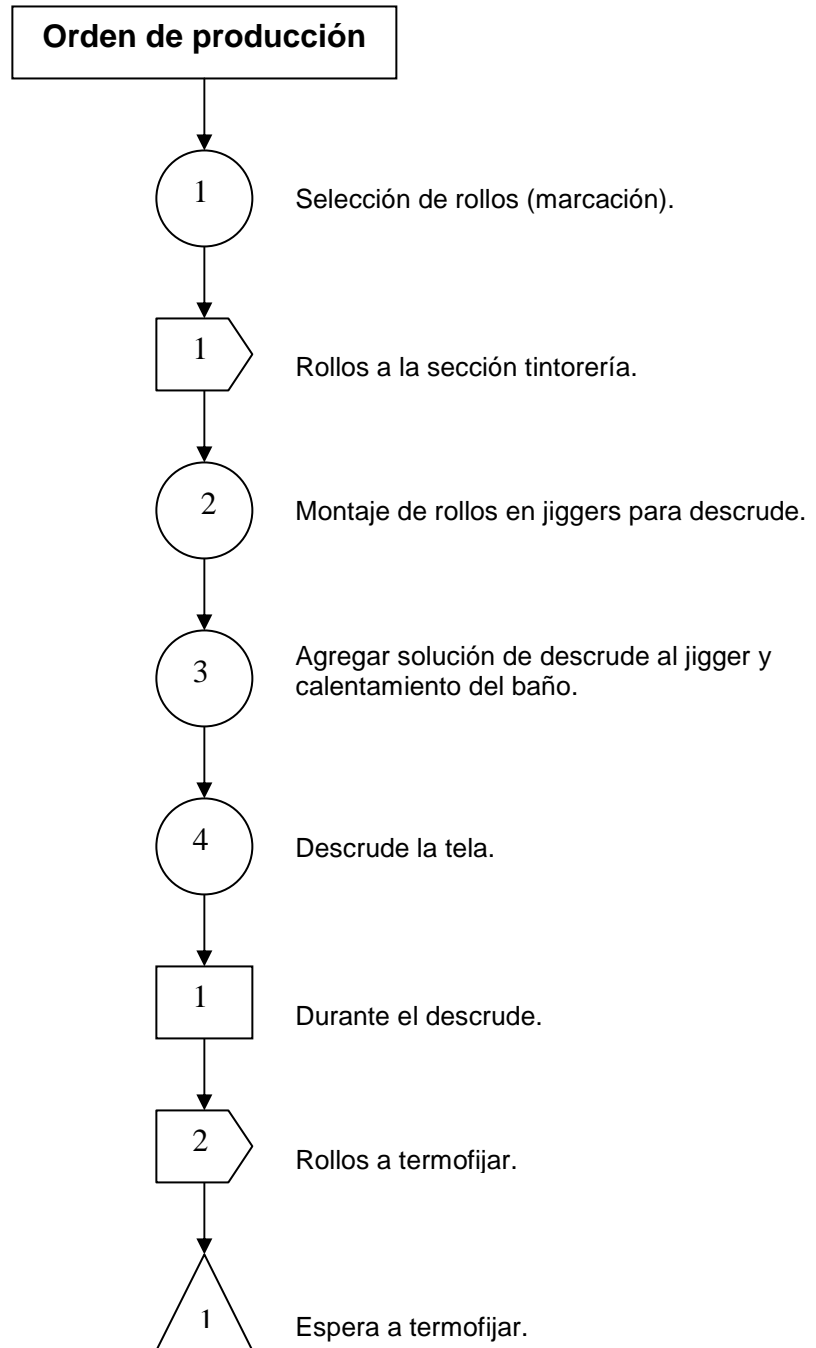 Orden de producción
1
Selección de rollos (marcación).
1
Rollos a la sección tintorería.
2
Montaje de rollos en jiggers para descrude.
3
Agregar solución de descrude al jigger y
calentamiento del baño.
4
Descrude la tela.
1
Durante el descrude.
2
Rollos a termofijar.
1
Espera a termofijar.